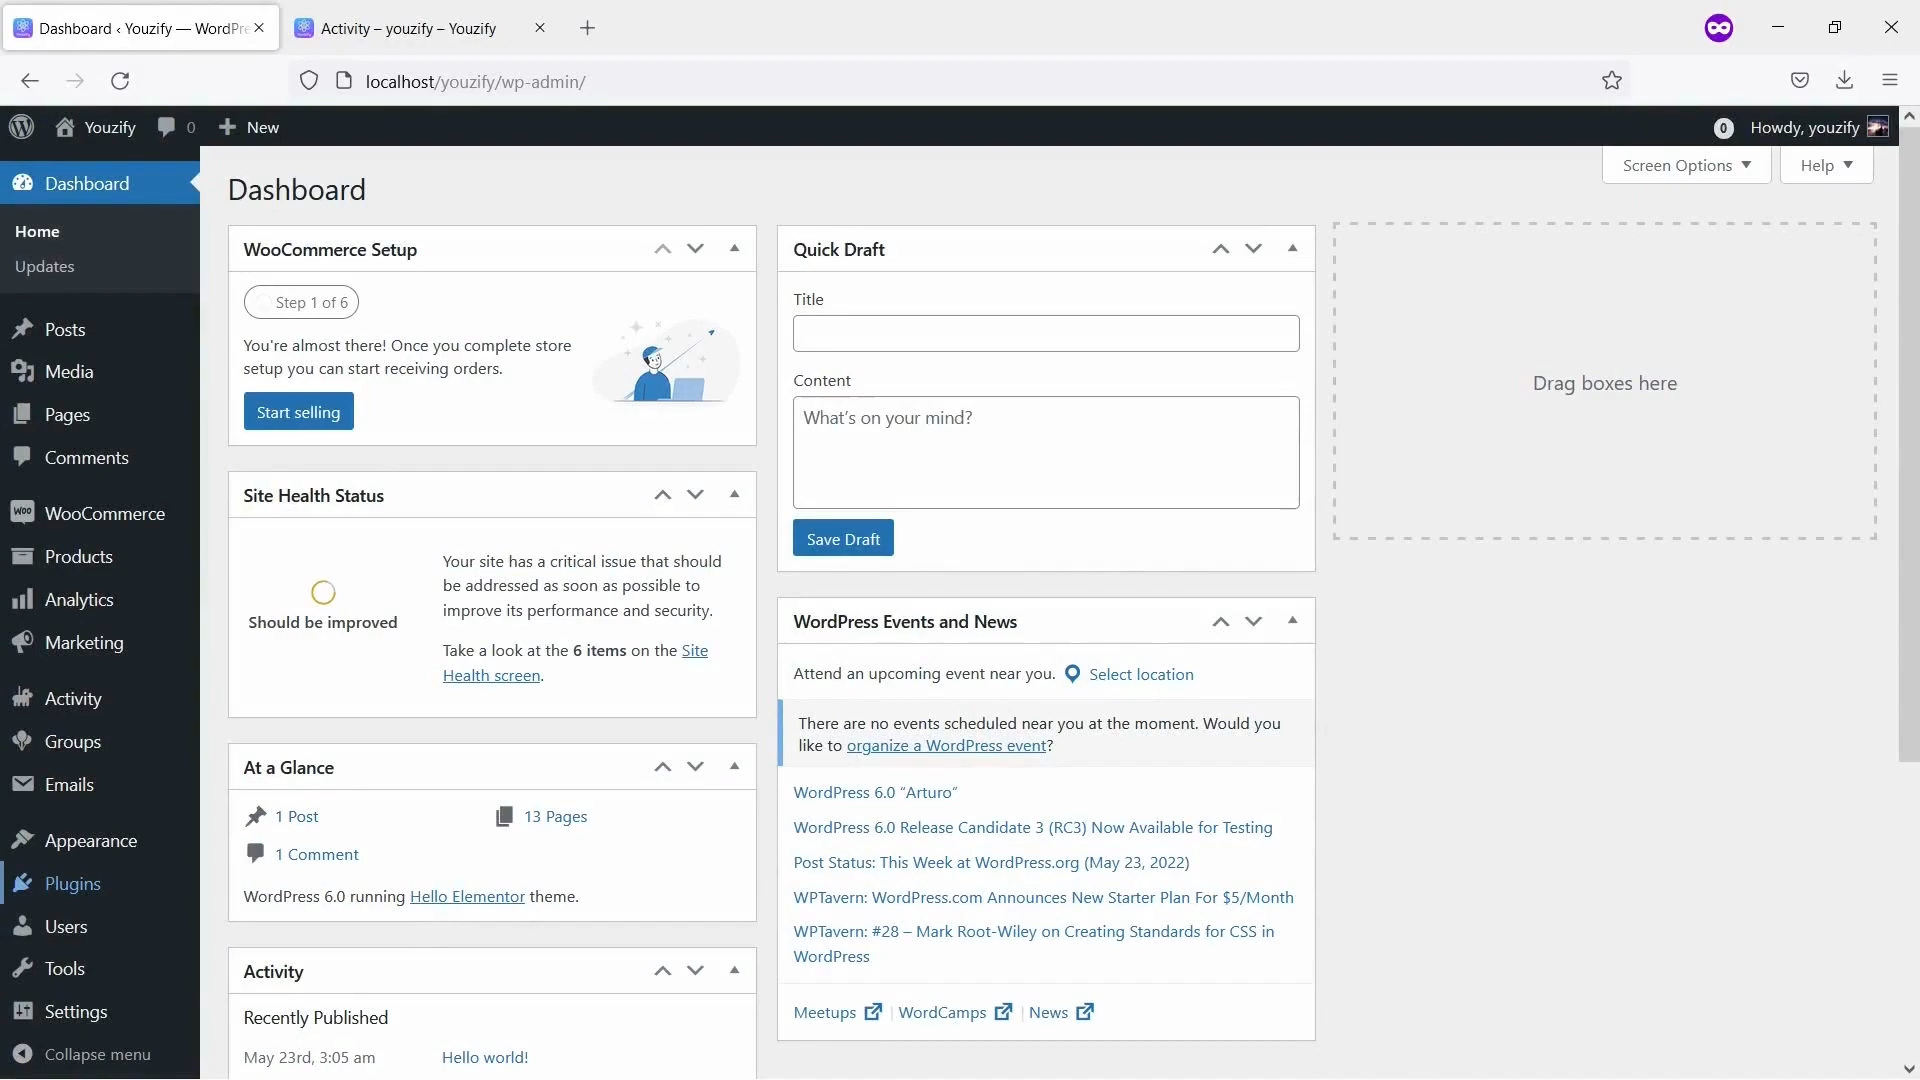 Dashboard ‹ Youzify — WordPre
Activity – youzify – Youzify
localhost/youzify/wp-admin/
Youzify
0
New
0
Howdy, youzify
Screen Options
Help
Dashboard
Home
Updates
Posts
Media
Pages
Comments
Woo
WooCommerce
Products
Analytics
Marketing
Activity
Groups
Emails
Appearance
Plugins
Users
Tools
Settings
Collapse menu
Dashboard
WooCommerce Setup
Step 1 of 6
You're almost there! Once you complete store
setup you can start receiving orders.
Start selling
Site Health Status
Should be improved
Your site has a critical issue that should
be addressed as soon as possible to
improve its performance and security.
Take a look at the 6 items on the Site
Health screen.
At a Glance
1 Post
13 Pages
1 Comment
WordPress 6.0 running Hello Elementor theme.
Activity
Recently Published
May 23rd, 3:05 am
Hello world!
Quick Draft
Title
Content
What’s on your mind?
Save Draft
WordPress Events and News
Attend an upcoming event near you.
Select location
There are no events scheduled near you at the moment. Would you
like to organize a WordPress event?
WordPress 6.0 “Arturo”
WordPress 6.0 Release Candidate 3 (RC3) Now Available for Testing
Post Status: This Week at WordPress.org (May 23, 2022)
WPTavern: WordPress.com Announces New Starter Plan For $5/Month
WPTavern: #28 – Mark Root-Wiley on Creating Standards for CSS in
WordPress
Meetups | WordCamps | News
Drag boxes here